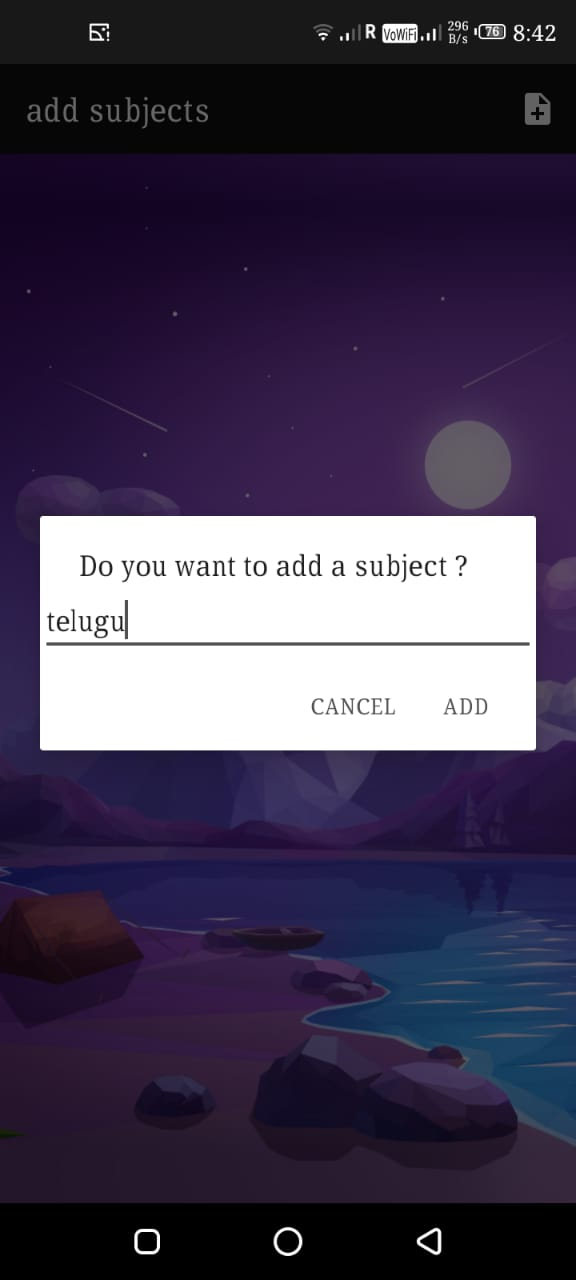 R VoWiFi 296 B/s 76 8:42
add subjects
Do you want to add a subject ?
telugu
CANCEL ADD